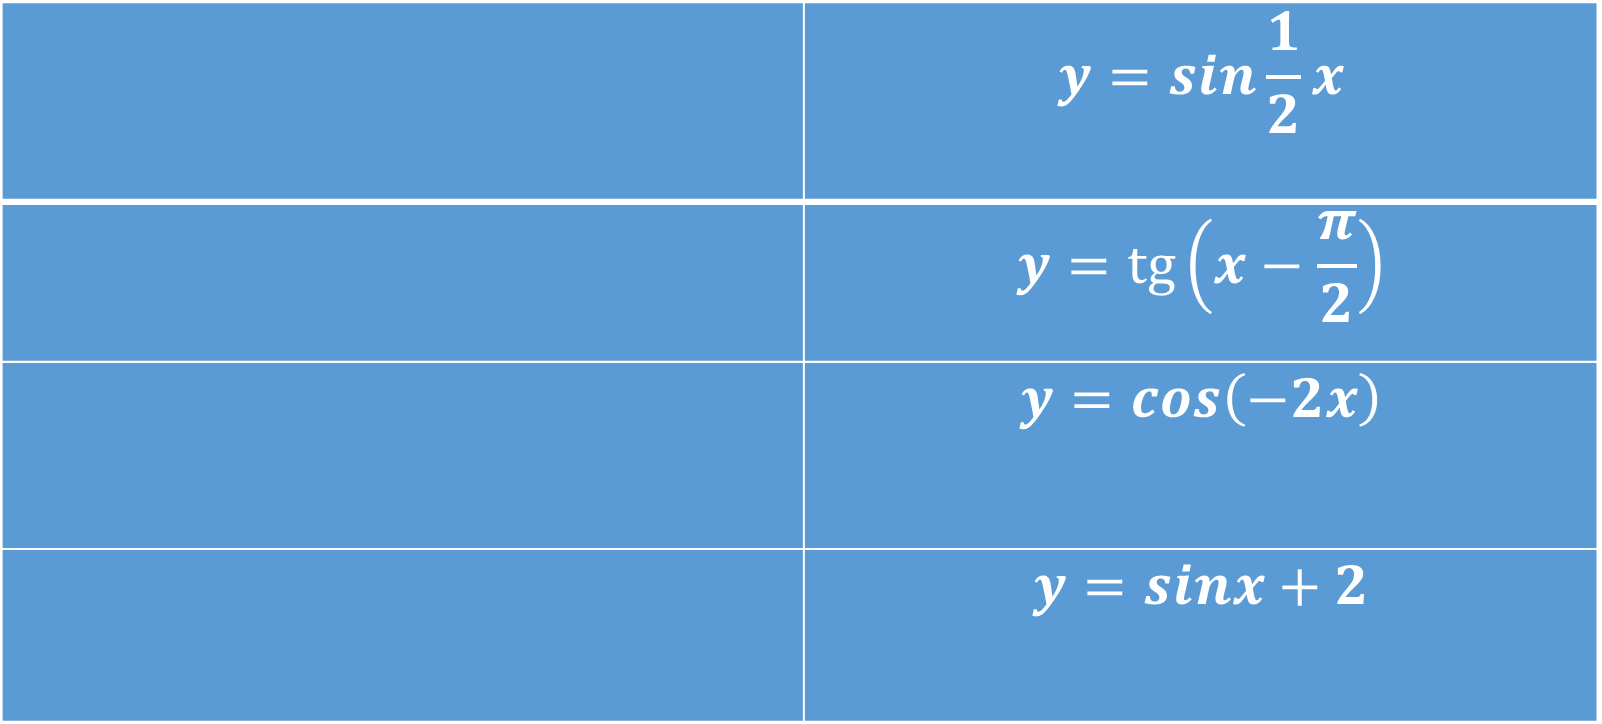 y = sin 1/2 x
y = tg(x − π/2)
y = cos(−2x)
y = sinx + 2